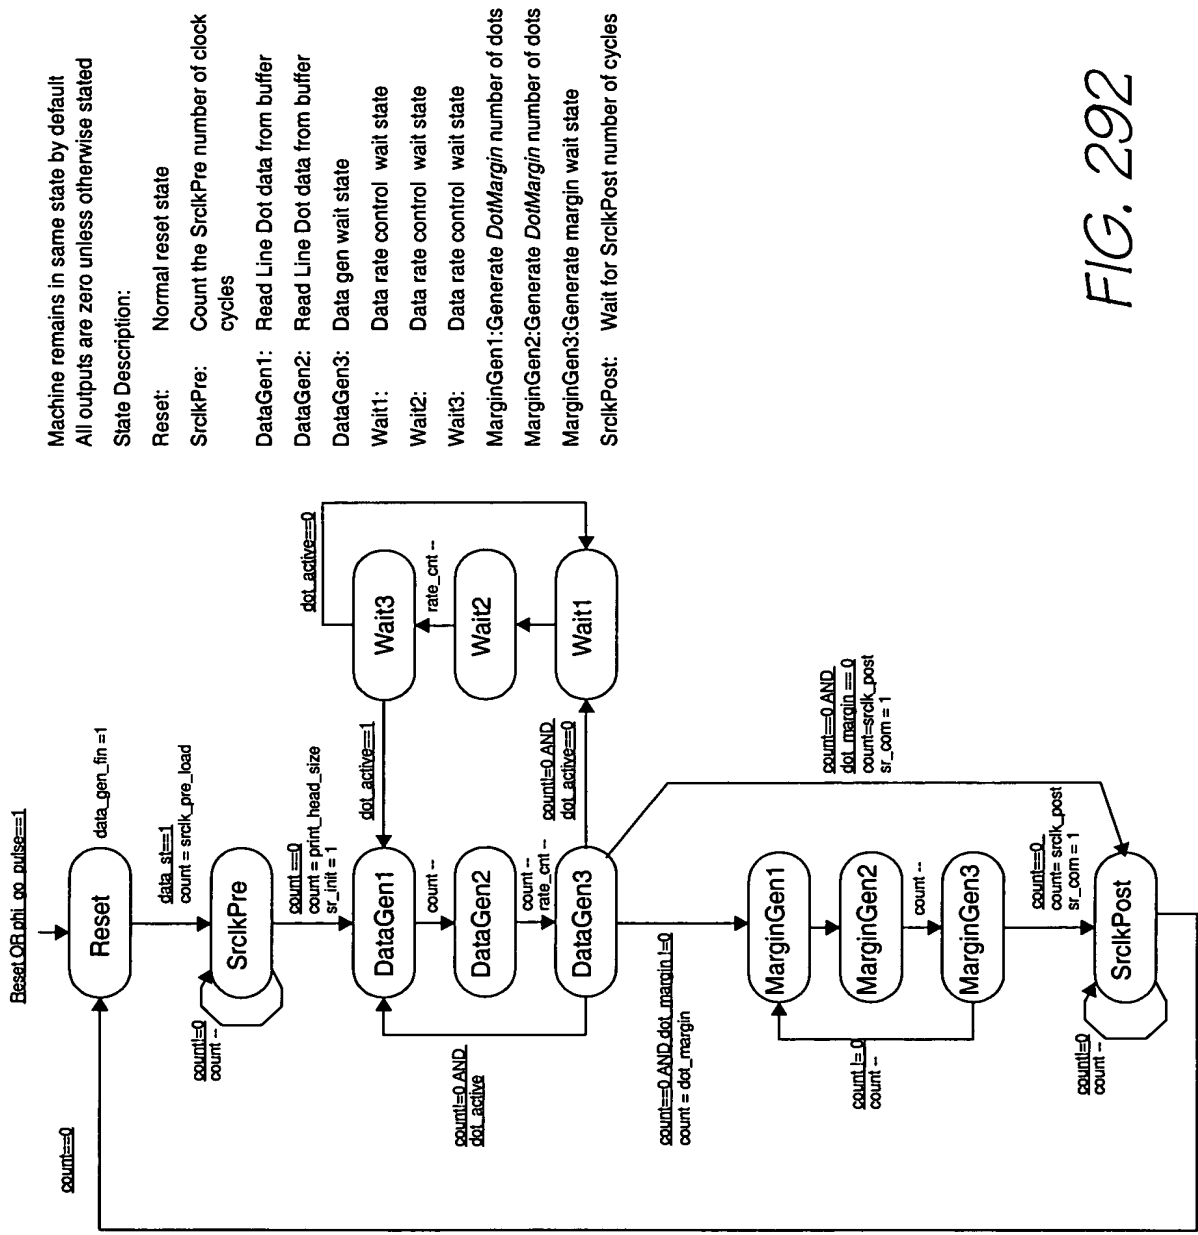 Reset OR phi_go_pulse==1
Reset
data_gen_fin =1
count==0
data_st==1
count = srclk_pre_load
SrclkPre
count!=0
count --
count ==0
count = print_head_size
sr_init = 1
DataGen1
dot_active==1
Wait3
dot_active==0
count --
rate_cnt --
DataGen2
Wait2
count!=0 AND
dot_active
count --
rate_cnt --
DataGen3
count!=0 AND
dot_active==0
Wait1
count==0 AND dot_margin !=0
count = dot_margin
count==0 AND
dot_margin == 0
count=srclk_post
sr_com = 1
MarginGen1
MarginGen2
count != 0
count --
count --
MarginGen3
count==0
count= srclk_post
sr_com = 1
count!=0
count --
SrclkPost
Machine remains in same state by default
All outputs are zero unless otherwise stated
State Description:
Reset: Normal reset state
SrclkPre: Count the SrclkPre number of clock
cycles
DataGen1: Read Line Dot data from buffer
DataGen2: Read Line Dot data from buffer
DataGen3: Data gen wait state
Wait1: Data rate control wait state
Wait2: Data rate control wait state
Wait3: Data rate control wait state
MarginGen1:Generate DotMargin number of dots
MarginGen2:Generate DotMargin number of dots
MarginGen3:Generate margin wait state
SrclkPost: Wait for SrclkPost number of cycles
FIG. 292